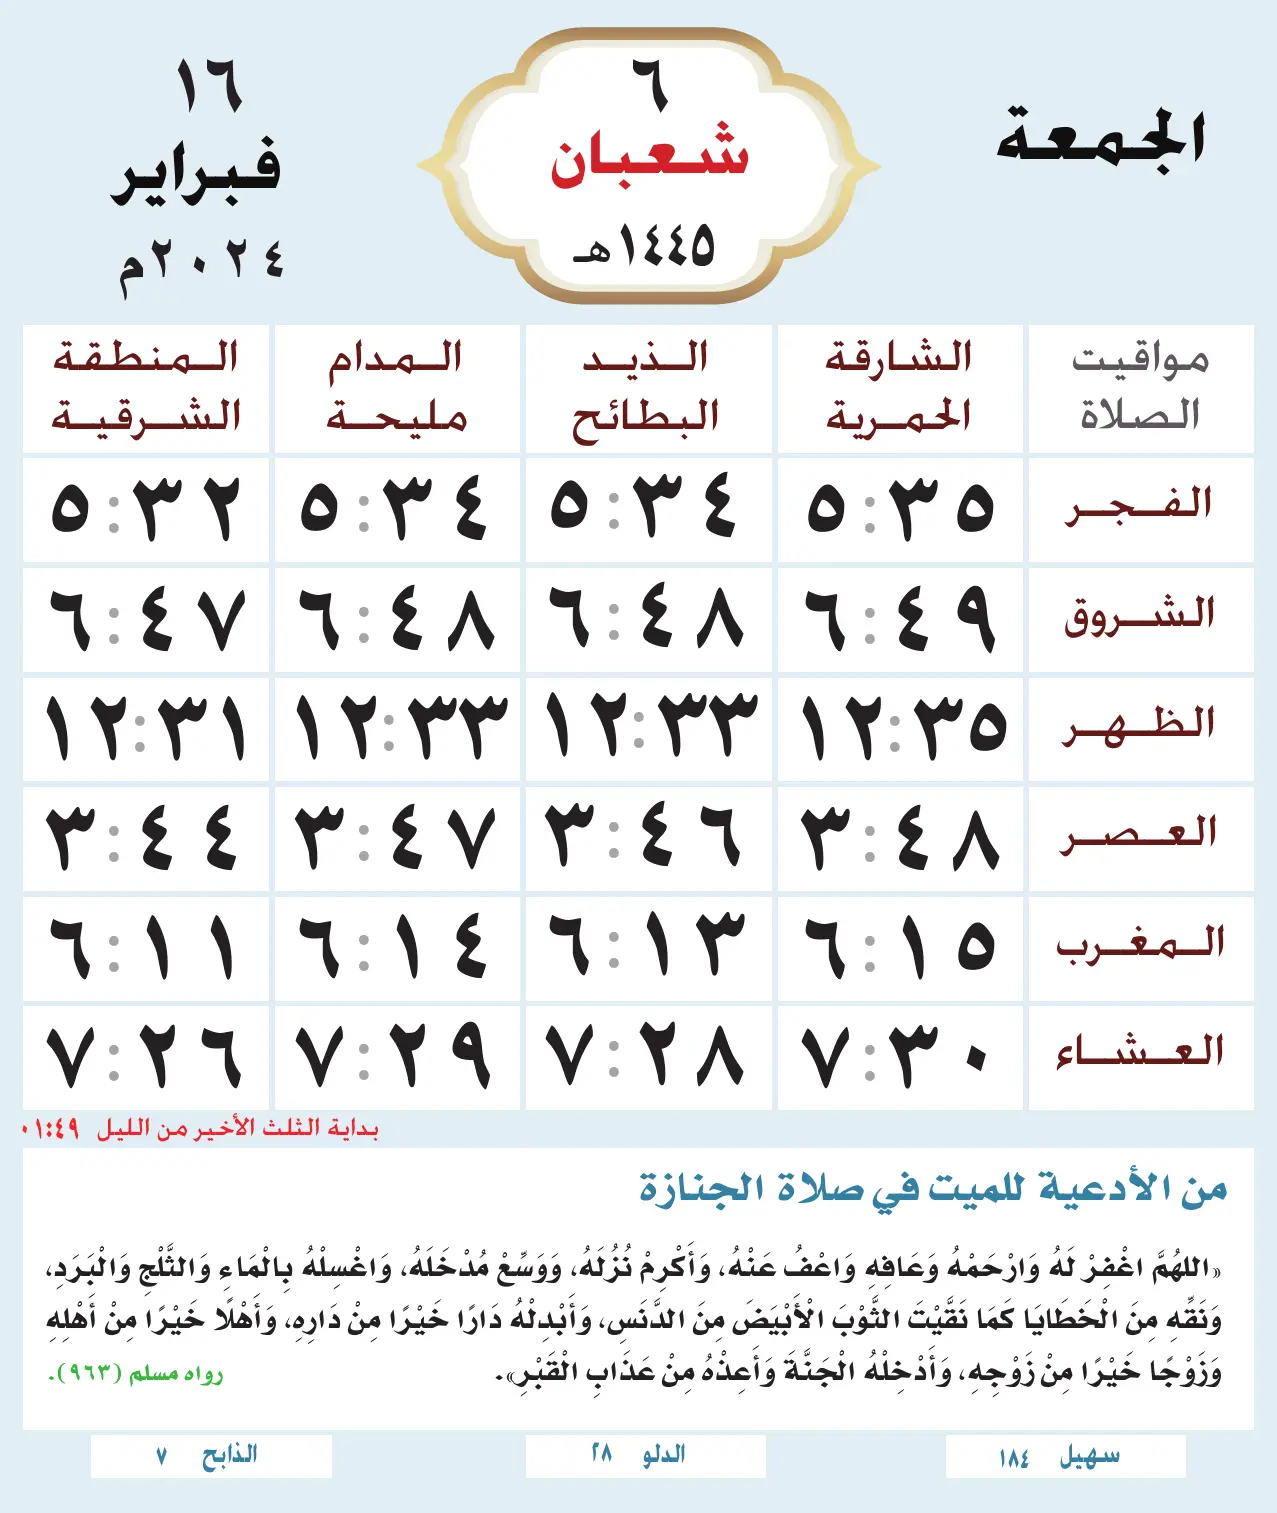 الجمعة
٦
شعبان
١٤٤٥هـ
١٦
فبراير
٢٠٢٤م
مواقيت الصلاة	الشارقة الحمرية	الذيد البطائح	المدام مليحة	المنطقة الشرقية
الفجر	٥:٣٥	٥:٣٤	٥:٣٤	٥:٣٢
الشروق	٦:٤٩	٦:٤٨	٦:٤٨	٦:٤٧
الظهر	١٢:٣٥	١٢:٣٣	١٢:٣٣	١٢:٣١
العصر	٣:٤٨	٣:٤٦	٣:٤٧	٣:٤٤
المغرب	٦:١٥	٦:١٣	٦:١٤	٦:١١
العشاء	٧:٣٠	٧:٢٨	٧:٢٩	٧:٢٦
بداية الثلث الأخير من الليل ٠١:٤٩
من الأدعية للميت في صلاة الجنازة
«اللهُمَّ اغْفِرْ لَهُ وَارْحَمْهُ وَعَافِهِ وَاعْفُ عَنْهُ، وَأَكْرِمْ نُزُلَهُ، وَوَسِّعْ مُدْخَلَهُ، وَاغْسِلْهُ بِالْمَاءِ وَالثَّلْجِ وَالْبَرَدِ،
وَنَقِّهِ مِنَ الْخَطَايَا كَمَا نَقَّيْتَ الثَّوْبَ الْأَبْيَضَ مِنَ الدَّنَسِ، وَأَبْدِلْهُ دَارًا خَيْرًا مِنْ دَارِهِ، وَأَهْلًا خَيْرًا مِنْ أَهْلِهِ
وَزَوْجًا خَيْرًا مِنْ زَوْجِهِ، وَأَدْخِلْهُ الْجَنَّةَ وَأَعِذْهُ مِنْ عَذَابِ الْقَبْرِ». رواه مسلم (٩٦٣).
سهيل ١٨٤
الدلو ٢٨
الذابح ٧